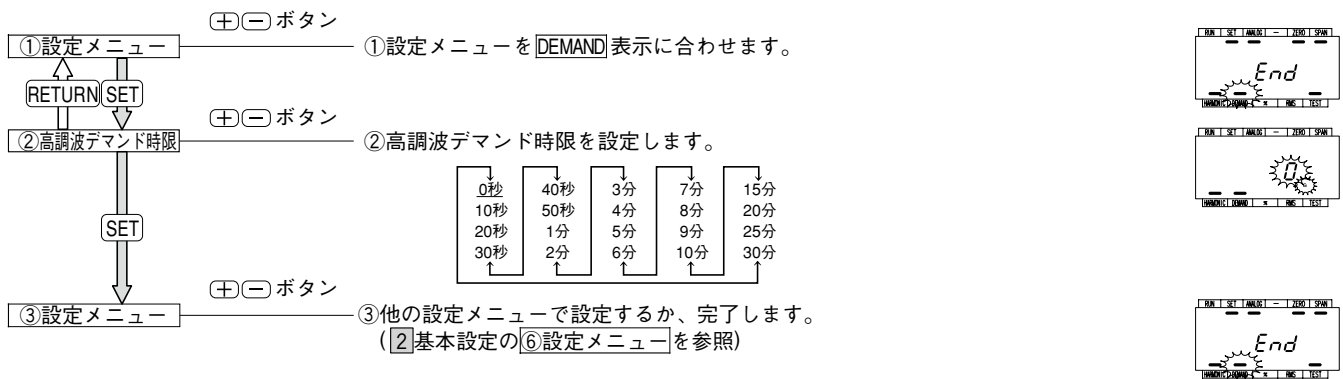 ⊕⊖ボタン
①設定メニュー
①設定メニューをDEMAND表示に合わせます。
RETURN SET
⊕⊖ボタン
②高調波デマンド時限
②高調波デマンド時限を設定します。
0秒 40秒 3分 7分 15分
10秒 50秒 4分 8分 20分
20秒 1分 5分 9分 25分
30秒 2分 6分 10分 30分
SET
⊕⊖ボタン
③設定メニュー
③他の設定メニューで設定するか、完了します。
(2基本設定の⑥設定メニューを参照)
RUN SET ANALOG - ZERO SPAN
End
HARMONIC DEMAND % RMS TEST
RUN SET ANALOG - ZERO SPAN
0.
HARMONIC DEMAND % RMS TEST
RUN SET ANALOG - ZERO SPAN
End
HARMONIC DEMAND % RMS TEST